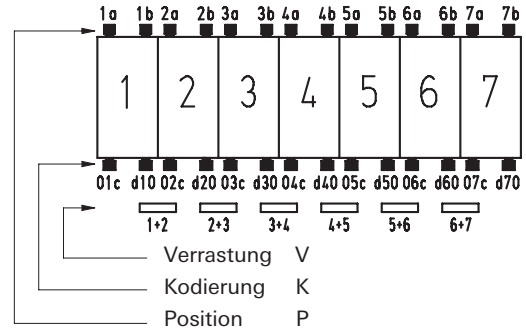 1a 1b 2a 2b 3a 3b 4a 4b 5a 5b 6a 6b 7a 7b
1 2 3 4 5 6 7
01c d10 02c d20 03c d30 04c d40 05c d50 06c d60 07c d70
1+2 2+3 3+4 4+5 5+6 6+7
Verrastung V
Kodierung K
Position P